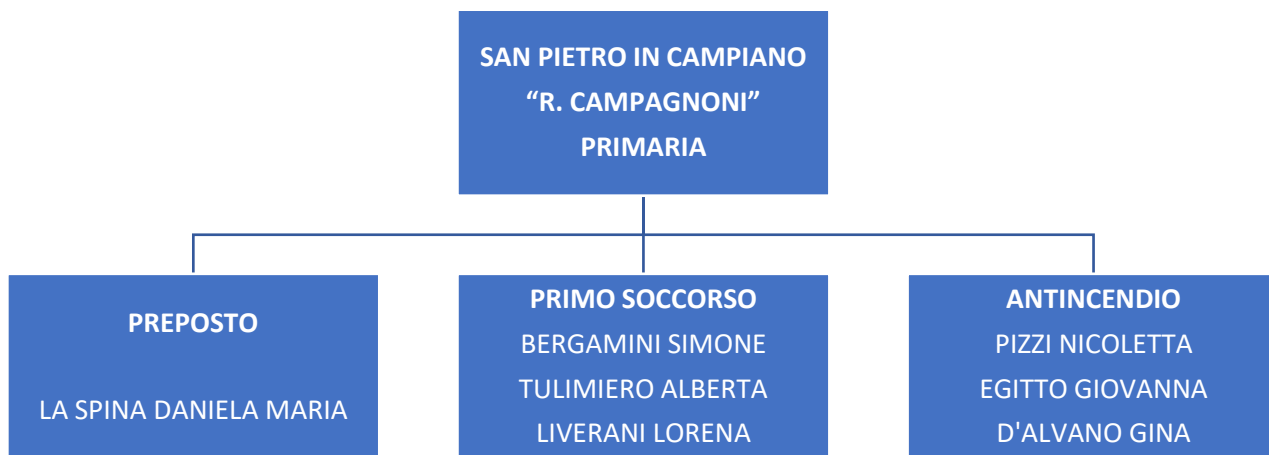 SAN PIETRO IN CAMPIANO
“R. CAMPAGNONI”
PRIMARIA
PREPOSTO
LA SPINA DANIELA MARIA
PRIMO SOCCORSO
BERGAMINI SIMONE
TULIMIERO ALBERTA
LIVERANI LORENA
ANTINCENDIO
PIZZI NICOLETTA
EGITTO GIOVANNA
D'ALVANO GINA